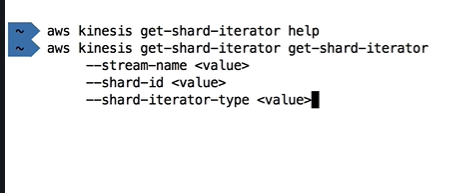 ~ aws kinesis get-shard-iterator help
~ aws kinesis get-shard-iterator get-shard-iterator
--stream-name <value>
--shard-id <value>
--shard-iterator-type <value>